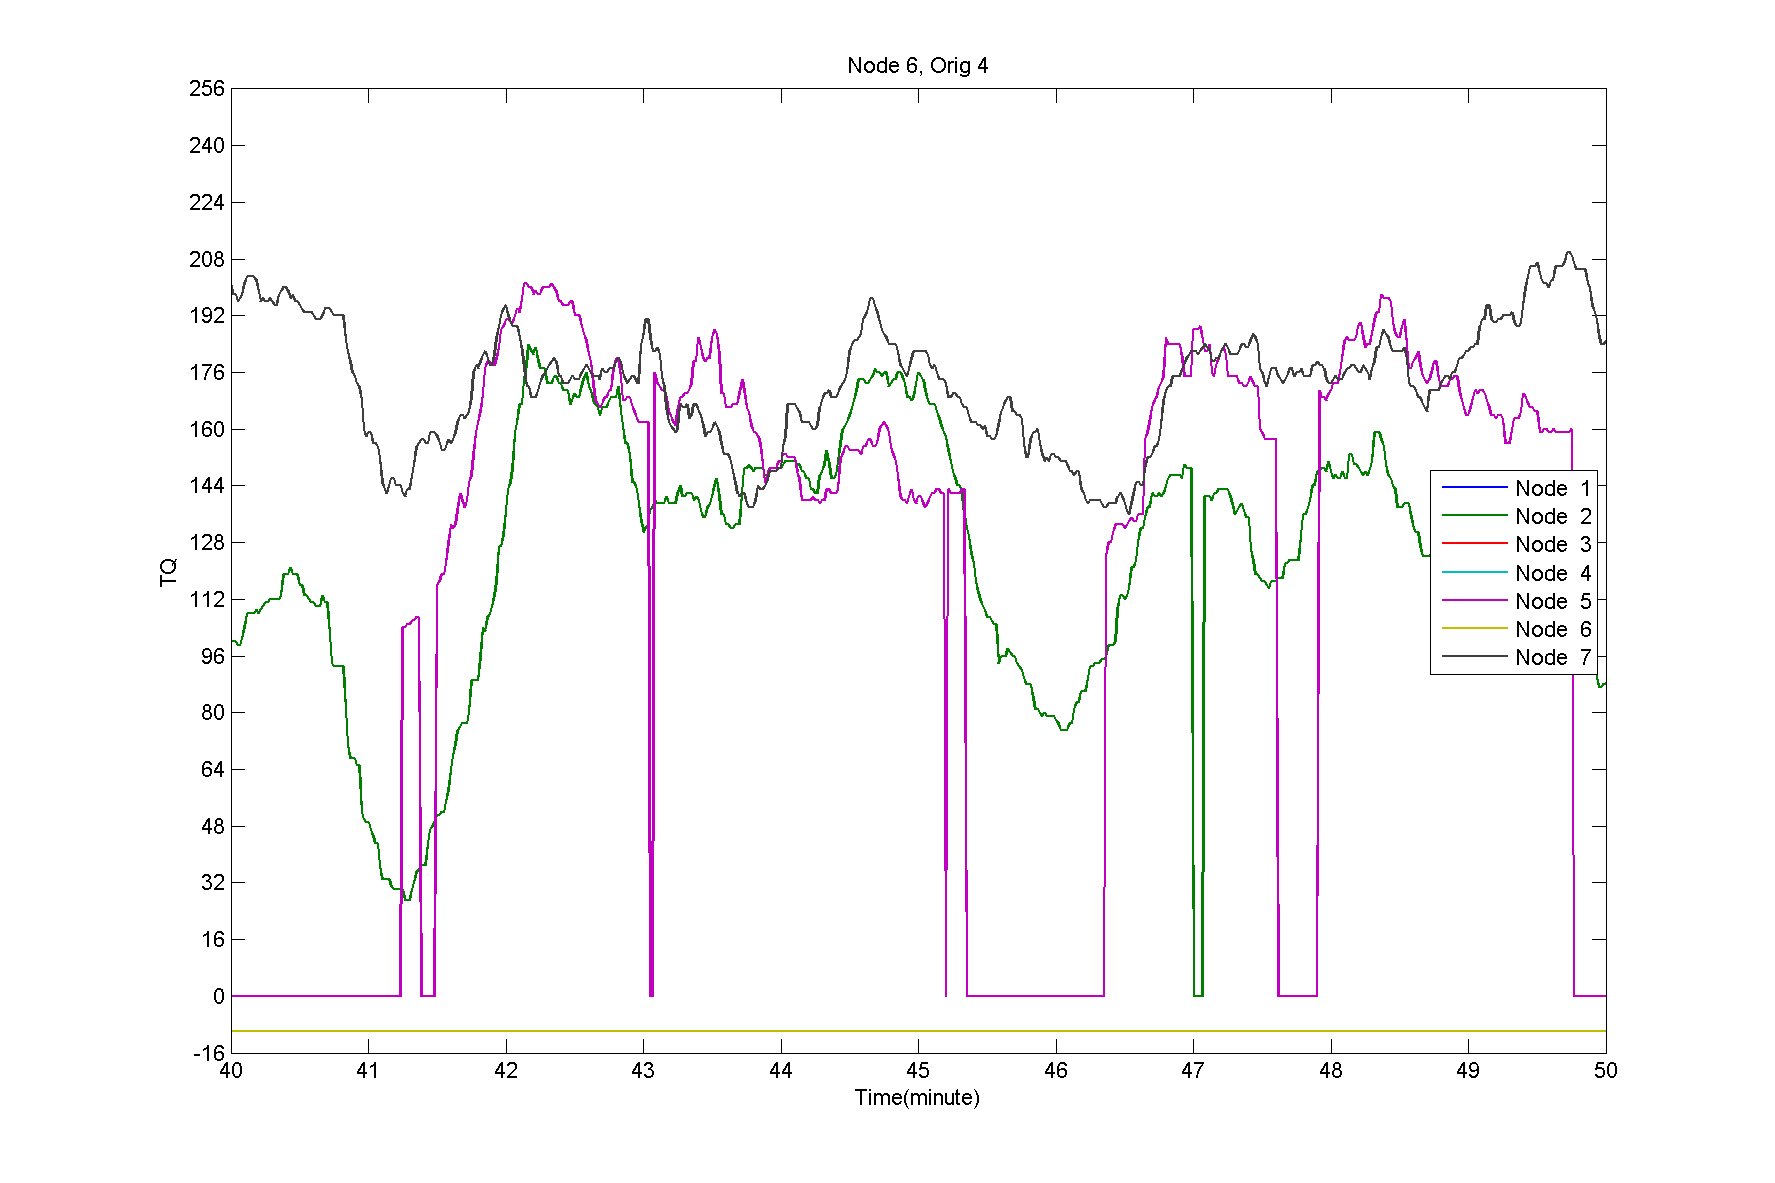 Node 6, Orig 4
256
240
224
208
192
176
160
144
128
112
96
80
64
48
32
16
0
-16
TQ
40 41 42 43 44 45 46 47 48 49 50
Time(minute)
Node 1
Node 2
Node 3
Node 4
Node 5
Node 6
Node 7